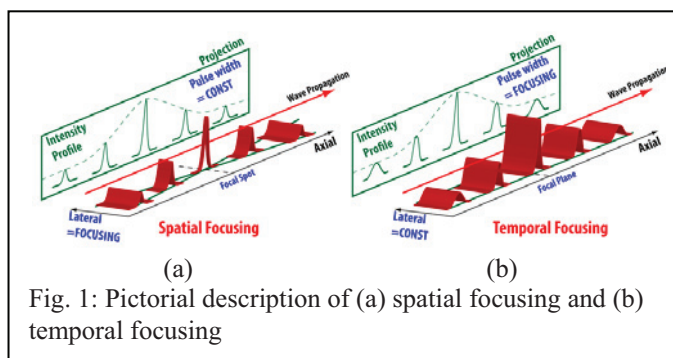 Projection
Pulse width
= CONST
Wave Propagation
Intensity
Profile
Axial
Focal Spot
Lateral
=FOCUSING
Spatial Focusing
(a)
Projection
Pulse width
= FOCUSING
Wave Propagation
Intensity
Profile
Axial
Focal Plane
Lateral
=CONST
Temporal Focusing
(b)
Fig. 1: Pictorial description of (a) spatial focusing and (b)
temporal focusing